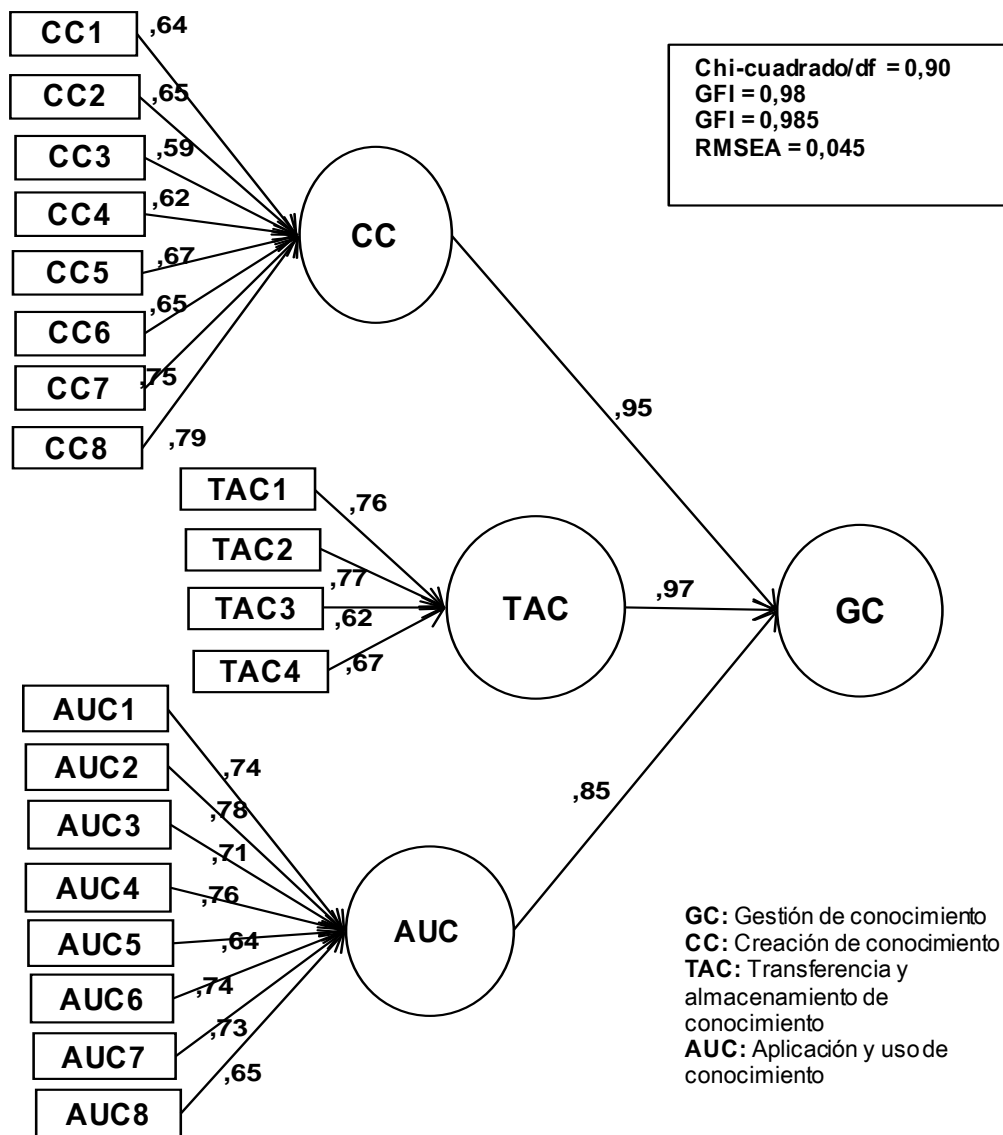 CC1
,64
CC2
,65
CC3
,59
CC4
,62
CC5
,67
CC6
,65
CC7
,75
CC8
,79
CC
Chi-cuadrado/df = 0,90
GFI = 0,98
GFI = 0,985
RMSEA = 0,045
,95
TAC1
,76
TAC2
,77
TAC3
,62
TAC4
,67
TAC
,97
GC
AUC1
,74
AUC2
,78
AUC3
,71
AUC4
,76
AUC5
,64
AUC6
,74
AUC7
,73
AUC8
,65
AUC
,85
GC: Gestión de conocimiento
CC: Creación de conocimiento
TAC: Transferencia y
almacenamiento de
conocimiento
AUC: Aplicación y uso de
conocimiento